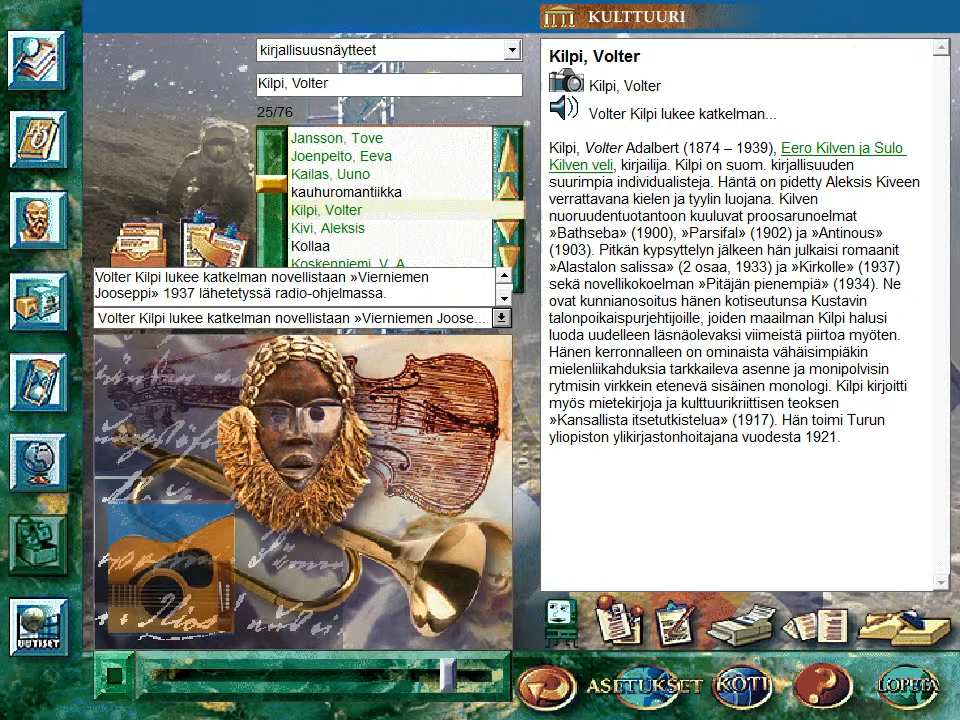 KULTTUURI
kirjallisuusnäytteet
Kilpi, Volter
25/76
Jansson, Tove
Joenpelto, Eeva
Kailas, Uuno
kauhuromantiikka
Kilpi, Volter
Kivi, Aleksis
Kollaa
Koskenniemi, V. A.
Volter Kilpi lukee katkelman novellistaan »Vierniemen
Jooseppi» 1937 lähetetyssä radio-ohjelmassa.
Volter Kilpi lukee katkelman novellistaan »Vierniemen Joose...
Kilpi, Volter
Kilpi, Volter
Volter Kilpi lukee katkelman...
Kilpi, Volter Adalbert (1874 – 1939), Eero Kilven ja Sulo
Kilven veli, kirjailija. Kilpi on suom. kirjallisuuden
suurimpia individualisteja. Häntä on pidetty Aleksis Kiveen
verrattavana kielen ja tyylin luojana. Kilven
nuoruudentuotantoon kuuluvat proosarunoelmat
»Bathseba» (1900), »Parsifal» (1902) ja »Antinous»
(1903). Pitkän kypsyttelyn jälkeen hän julkaisi romaanit
»Alastalon salissa» (2 osaa, 1933) ja »Kirkolle» (1937)
sekä novellikokoelman »Pitäjän pienempiä» (1934). Ne
ovat kunnianosoitus hänen kotiseutunsa Kustavin
talonpoikaispurjehtijoille, joiden maailman Kilpi halusi
luoda uudelleen läsnäolevaksi viimeistä piirtoa myöten.
Hänen kerronnalleen on ominaista vähäisimpiäkin
mielenliikahduksia tarkkaileva asenne ja monipolvisin
rytmisin virkkein etenevä sisäinen monologi. Kilpi kirjoitti
myös mietekirjoja ja kulttuurikriittisen teoksen
»Kansallista itsetutkistelua» (1917). Hän toimi Turun
yliopiston ylikirjastonhoitajana vuodesta 1921.
UUTISET
ASETUKSET
KOTI
LOPETA